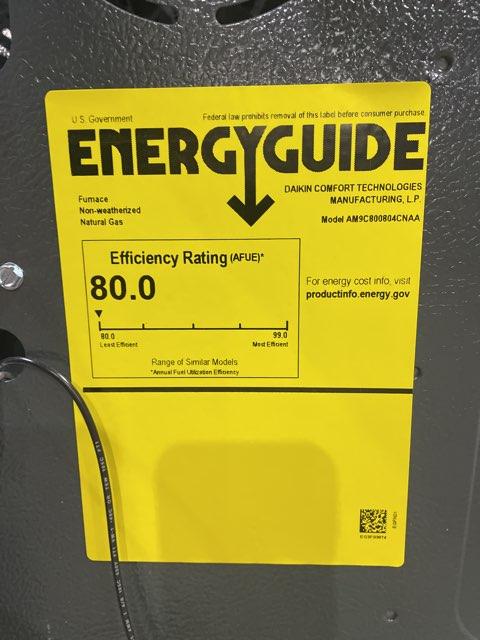 U.S. Government
Federal law prohibits removal of this label before consumer purchase.
ENERGYGUIDE
Furnace
Non-weatherized
Natural Gas
DAIKIN COMFORT TECHNOLOGIES
MANUFACTURING, L.P.
Model AM9C800804CNAA
Efficiency Rating (AFUE)*
80.0
80.0
Least Efficient
99.0
Most Efficient
Range of Similar Models
*Annual Fuel Utilization Efficiency
For energy cost info, visit
productinfo.energy.gov